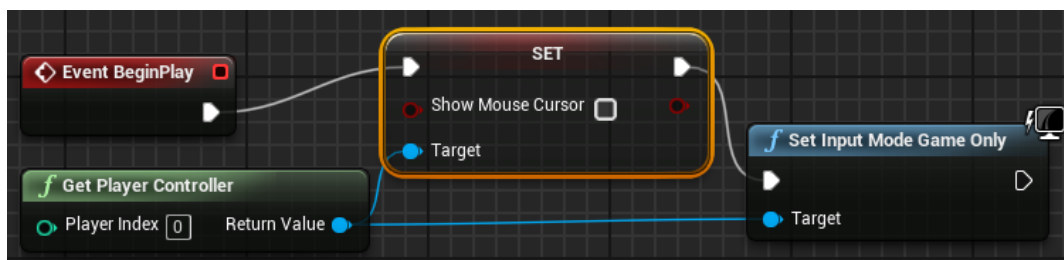 Event BeginPlay
SET
Show Mouse Cursor
Target
f Get Player Controller
Player Index 0 Return Value
f Set Input Mode Game Only
Target